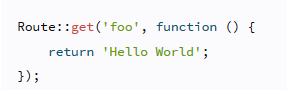 Route::get('foo', function () {
    return 'Hello World';
});